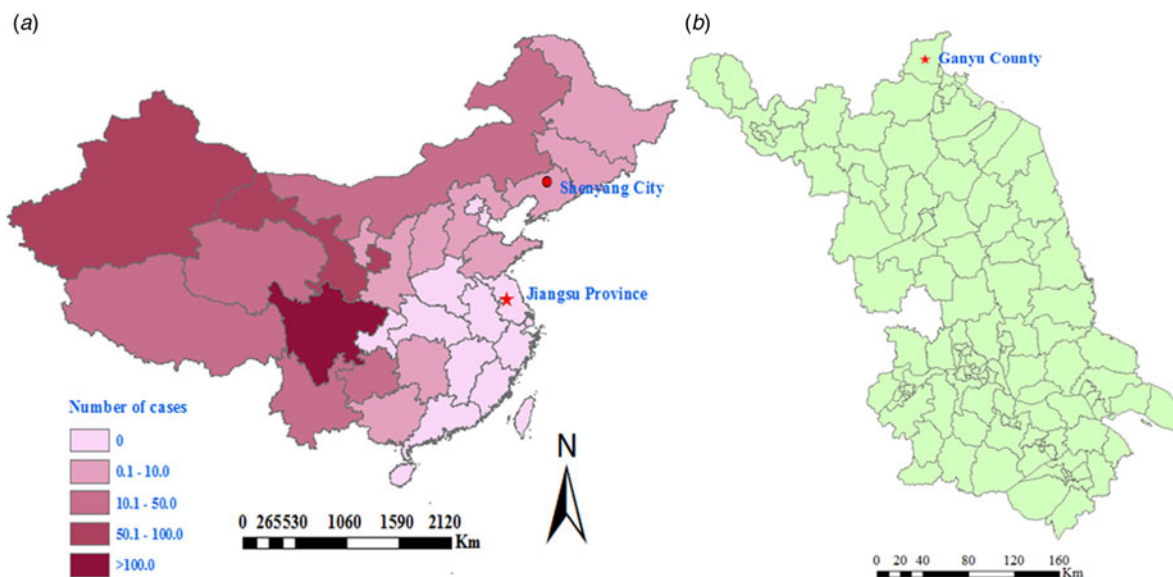 (a)
Shenyang City
Jiangsu Province
Number of cases
0
0.1 - 10.0
10.1 - 50.0
50.1 - 100.0
>100.0
N
0 265530 1060 1590 2120
Km
(b)
Ganyu County
0 20 40 80 120 160
Km